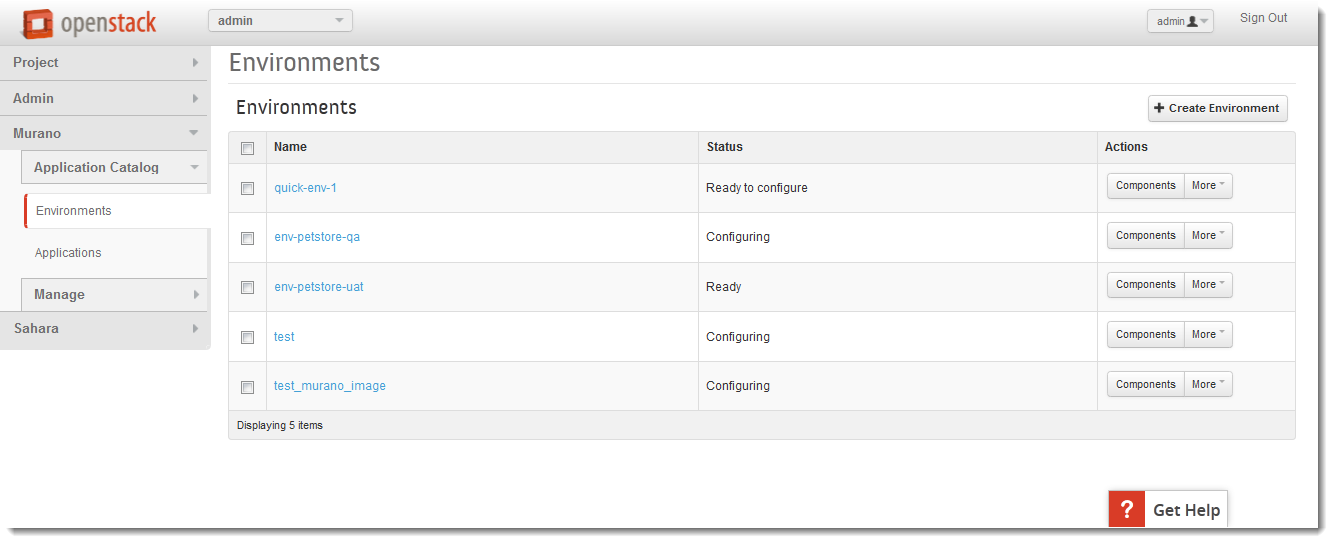 openstack
admin
admin
Sign Out
Project
Admin
Murano
Application Catalog
Environments
Applications
Manage
Sahara
Environments
Environments
+ Create Environment
Name Status Actions
quick-env-1 Ready to configure Components More
env-petstore-qa Configuring Components More
env-petstore-uat Ready Components More
test Configuring Components More
test_murano_image Configuring Components More
Displaying 5 items
? Get Help